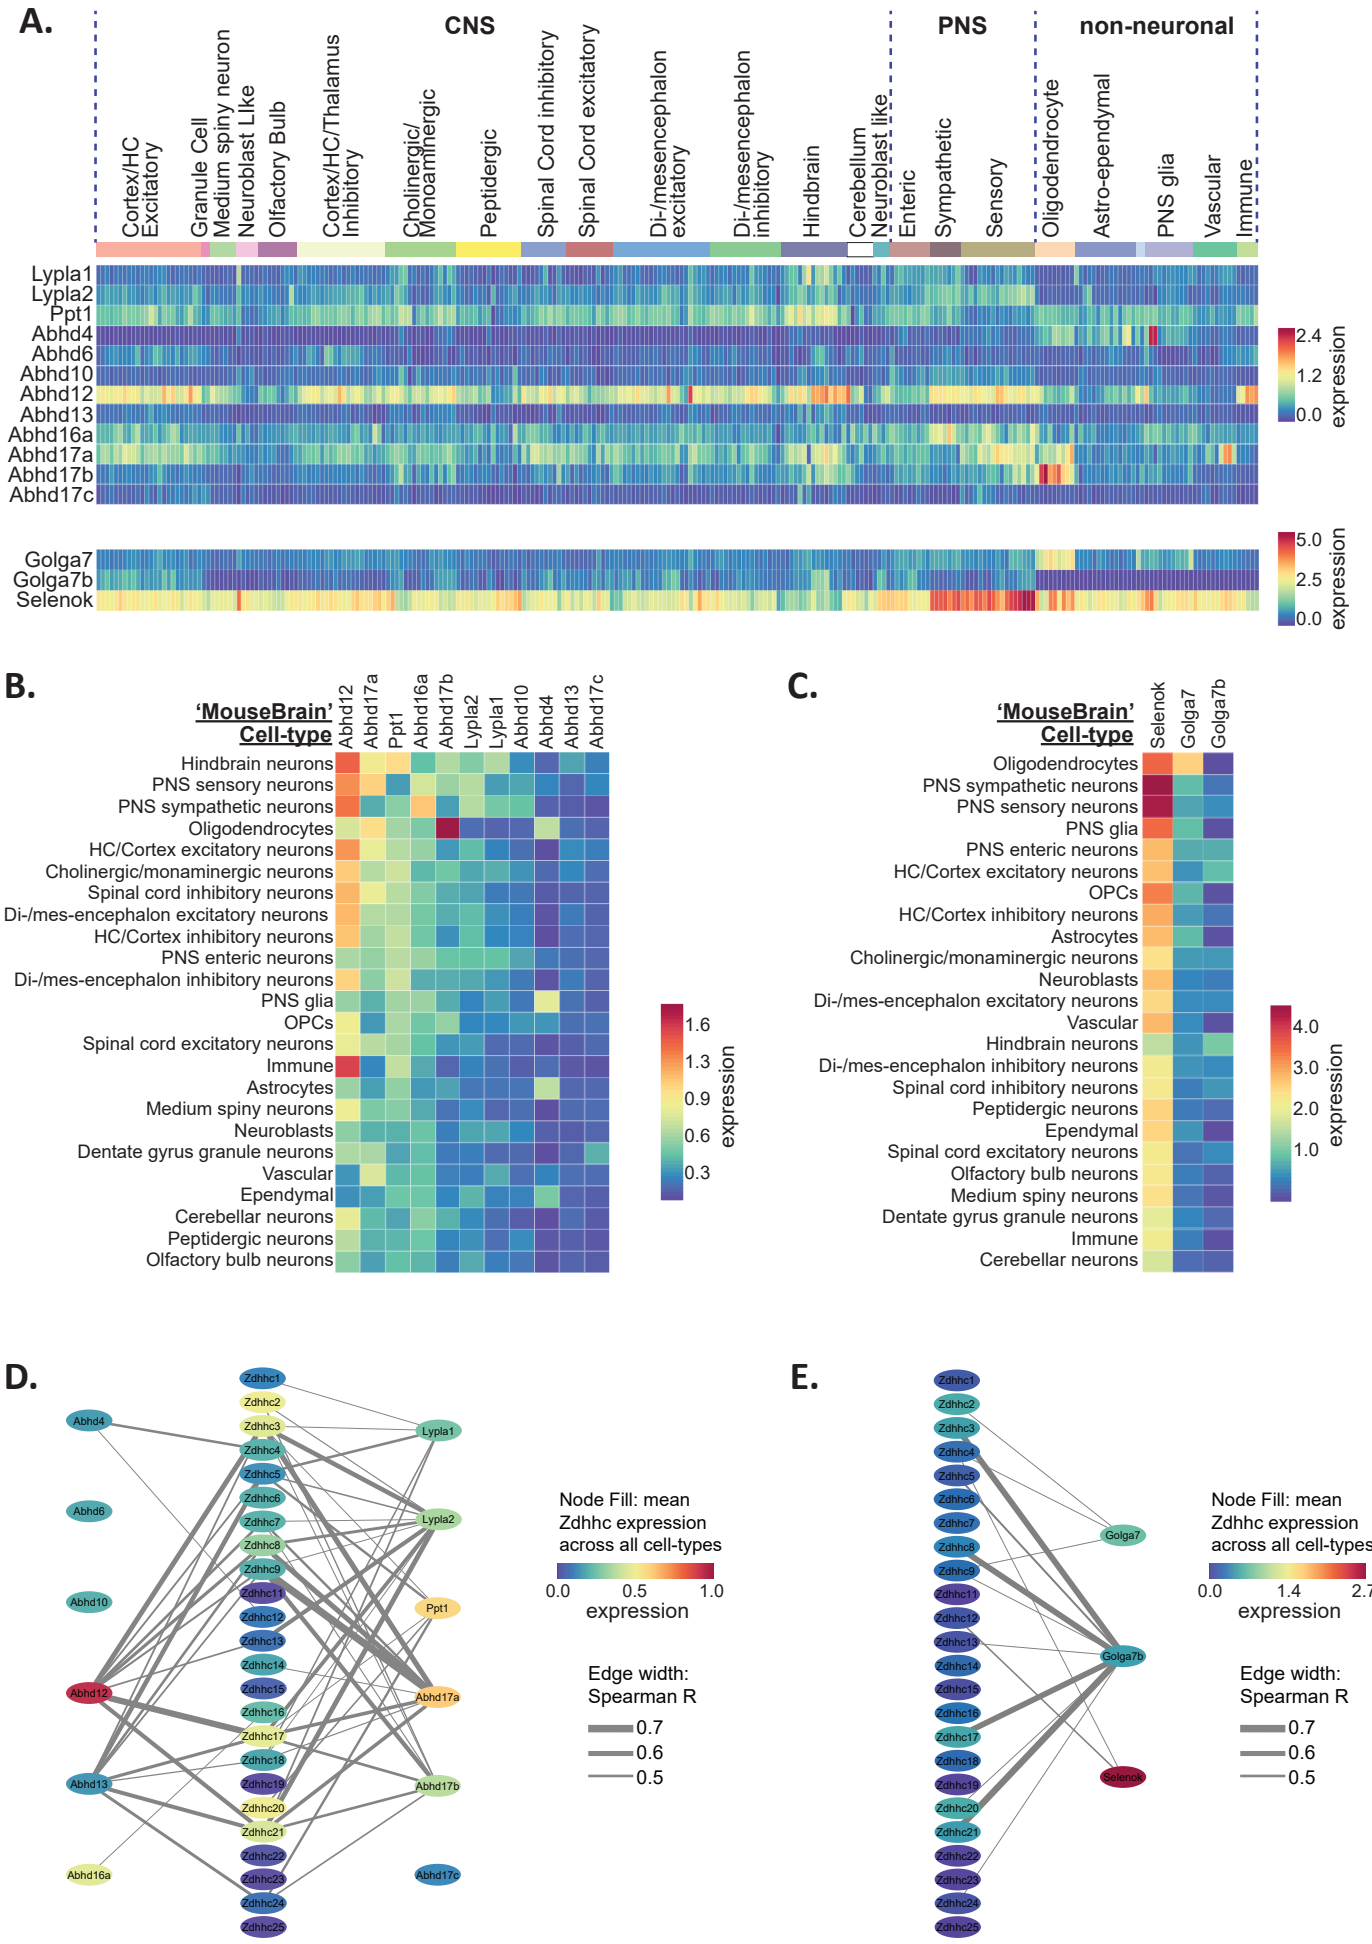 A.
CNS
PNS
non-neuronal
Cortex/HC
Excitatory
Granule Cell
Medium spiny neuron
Neuroblast LIke
Olfactory Bulb
Cortex/HC/Thalamus
Inhibitory
Cholinergic/
Monoaminergic
Peptidergic
Spinal Cord inhibitory
Spinal Cord excitatory
Di-/mesencephalon
excitatory
Di-/mesencephalon
inhibitory
Hindbrain
Cerebellum
Neuroblast like
Enteric
Sympathetic
Sensory
Oligodendrocyte
Astro-ependymal
PNS glia
Vascular
Immune
Lypla1
Lypla2
Ppt1
Abhd4
Abhd6
Abhd10
Abhd12
Abhd13
Abhd16a
Abhd17a
Abhd17b
Abhd17c
2.4
1.2
0.0
expression
Golga7
Golga7b
Selenok
5.0
2.5
0.0
expression
B.
'MouseBrain'
Cell-type
Abhd12
Abhd17a
Ppt1
Abhd16a
Abhd17b
Lypla2
Lypla1
Abhd10
Abhd4
Abhd13
Abhd17c
Hindbrain neurons
PNS sensory neurons
PNS sympathetic neurons
Oligodendrocytes
HC/Cortex excitatory neurons
Cholinergic/monaminergic neurons
Spinal cord inhibitory neurons
Di-/mes-encephalon excitatory neurons
HC/Cortex inhibitory neurons
PNS enteric neurons
Di-/mes-encephalon inhibitory neurons
PNS glia
OPCs
Spinal cord excitatory neurons
Immune
Astrocytes
Medium spiny neurons
Neuroblasts
Dentate gyrus granule neurons
Vascular
Ependymal
Cerebellar neurons
Peptidergic neurons
Olfactory bulb neurons
1.6
1.3
0.9
0.6
0.3
expression
C.
'MouseBrain'
Cell-type
Selenok
Golga7
Golga7b
Oligodendrocytes
PNS sympathetic neurons
PNS sensory neurons
PNS glia
PNS enteric neurons
HC/Cortex excitatory neurons
OPCs
HC/Cortex inhibitory neurons
Astrocytes
Cholinergic/monaminergic neurons
Neuroblasts
Di-/mes-encephalon excitatory neurons
Vascular
Hindbrain neurons
Di-/mes-encephalon inhibitory neurons
Spinal cord inhibitory neurons
Peptidergic neurons
Ependymal
Spinal cord excitatory neurons
Olfactory bulb neurons
Medium spiny neurons
Dentate gyrus granule neurons
Immune
Cerebellar neurons
4.0
3.0
2.0
1.0
expression
D.
Abhd4
Abhd6
Abhd10
Abhd12
Abhd13
Abhd16a
Zdhhc1
Zdhhc2
Zdhhc3
Zdhhc4
Zdhhc5
Zdhhc6
Zdhhc7
Zdhhc8
Zdhhc9
Zdhhc11
Zdhhc12
Zdhhc13
Zdhhc14
Zdhhc15
Zdhhc16
Zdhhc17
Zdhhc18
Zdhhc19
Zdhhc20
Zdhhc21
Zdhhc22
Zdhhc23
Zdhhc24
Zdhhc25
Lypla1
Lypla2
Ppt1
Abhd17a
Abhd17b
Abhd17c
Node Fill: mean
Zdhhc expression
across all cell-types
0.0 0.5 1.0
expression
Edge width:
Spearman R
0.7
0.6
0.5
E.
Zdhhc1
Zdhhc2
Zdhhc3
Zdhhc4
Zdhhc5
Zdhhc6
Zdhhc7
Zdhhc8
Zdhhc9
Zdhhc11
Zdhhc12
Zdhhc13
Zdhhc14
Zdhhc15
Zdhhc16
Zdhhc17
Zdhhc18
Zdhhc19
Zdhhc20
Zdhhc21
Zdhhc22
Zdhhc23
Zdhhc24
Zdhhc25
Golga7
Golga7b
Selenok
Node Fill: mean
Zdhhc expression
across all cell-types
0.0 1.4 2.7
expression
Edge width:
Spearman R
0.7
0.6
0.5